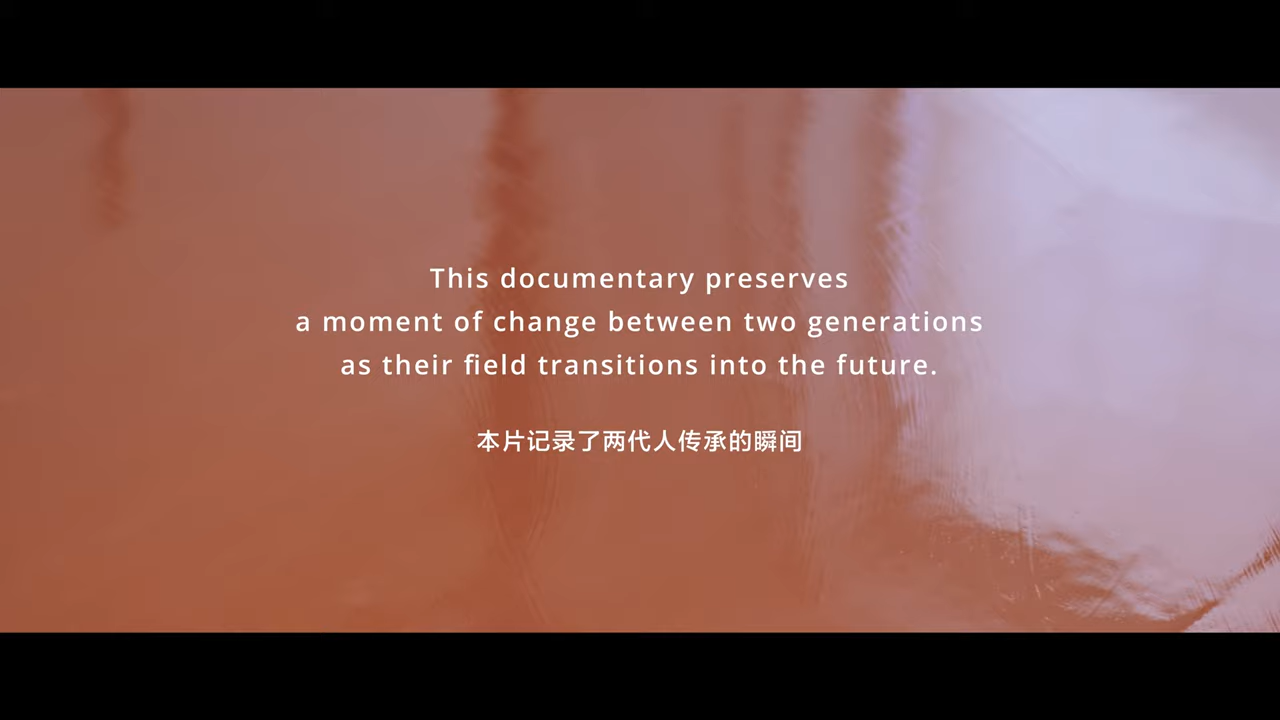 This documentary preserves
a moment of change between two generations
as their field transitions into the future.
本片记录了两代人传承的瞬间